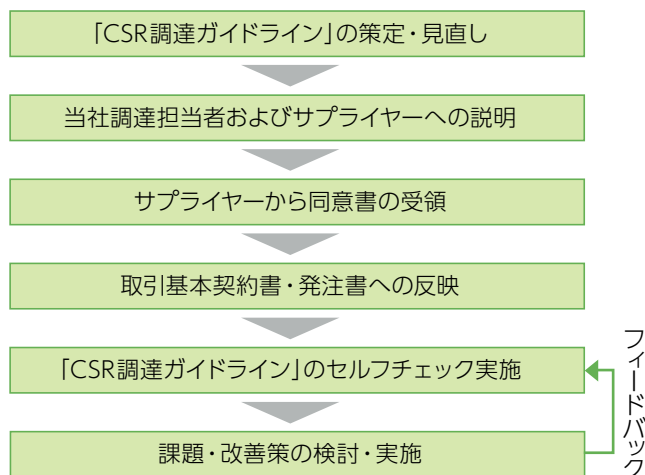 「CSR調達ガイドライン」の策定・見直し
当社調達担当者およびサプライヤーへの説明
サプライヤーから同意書の受領
取引基本契約書・発注書への反映
「CSR調達ガイドライン」のセルフチェック実施
課題・改善策の検討・実施
フィードバック